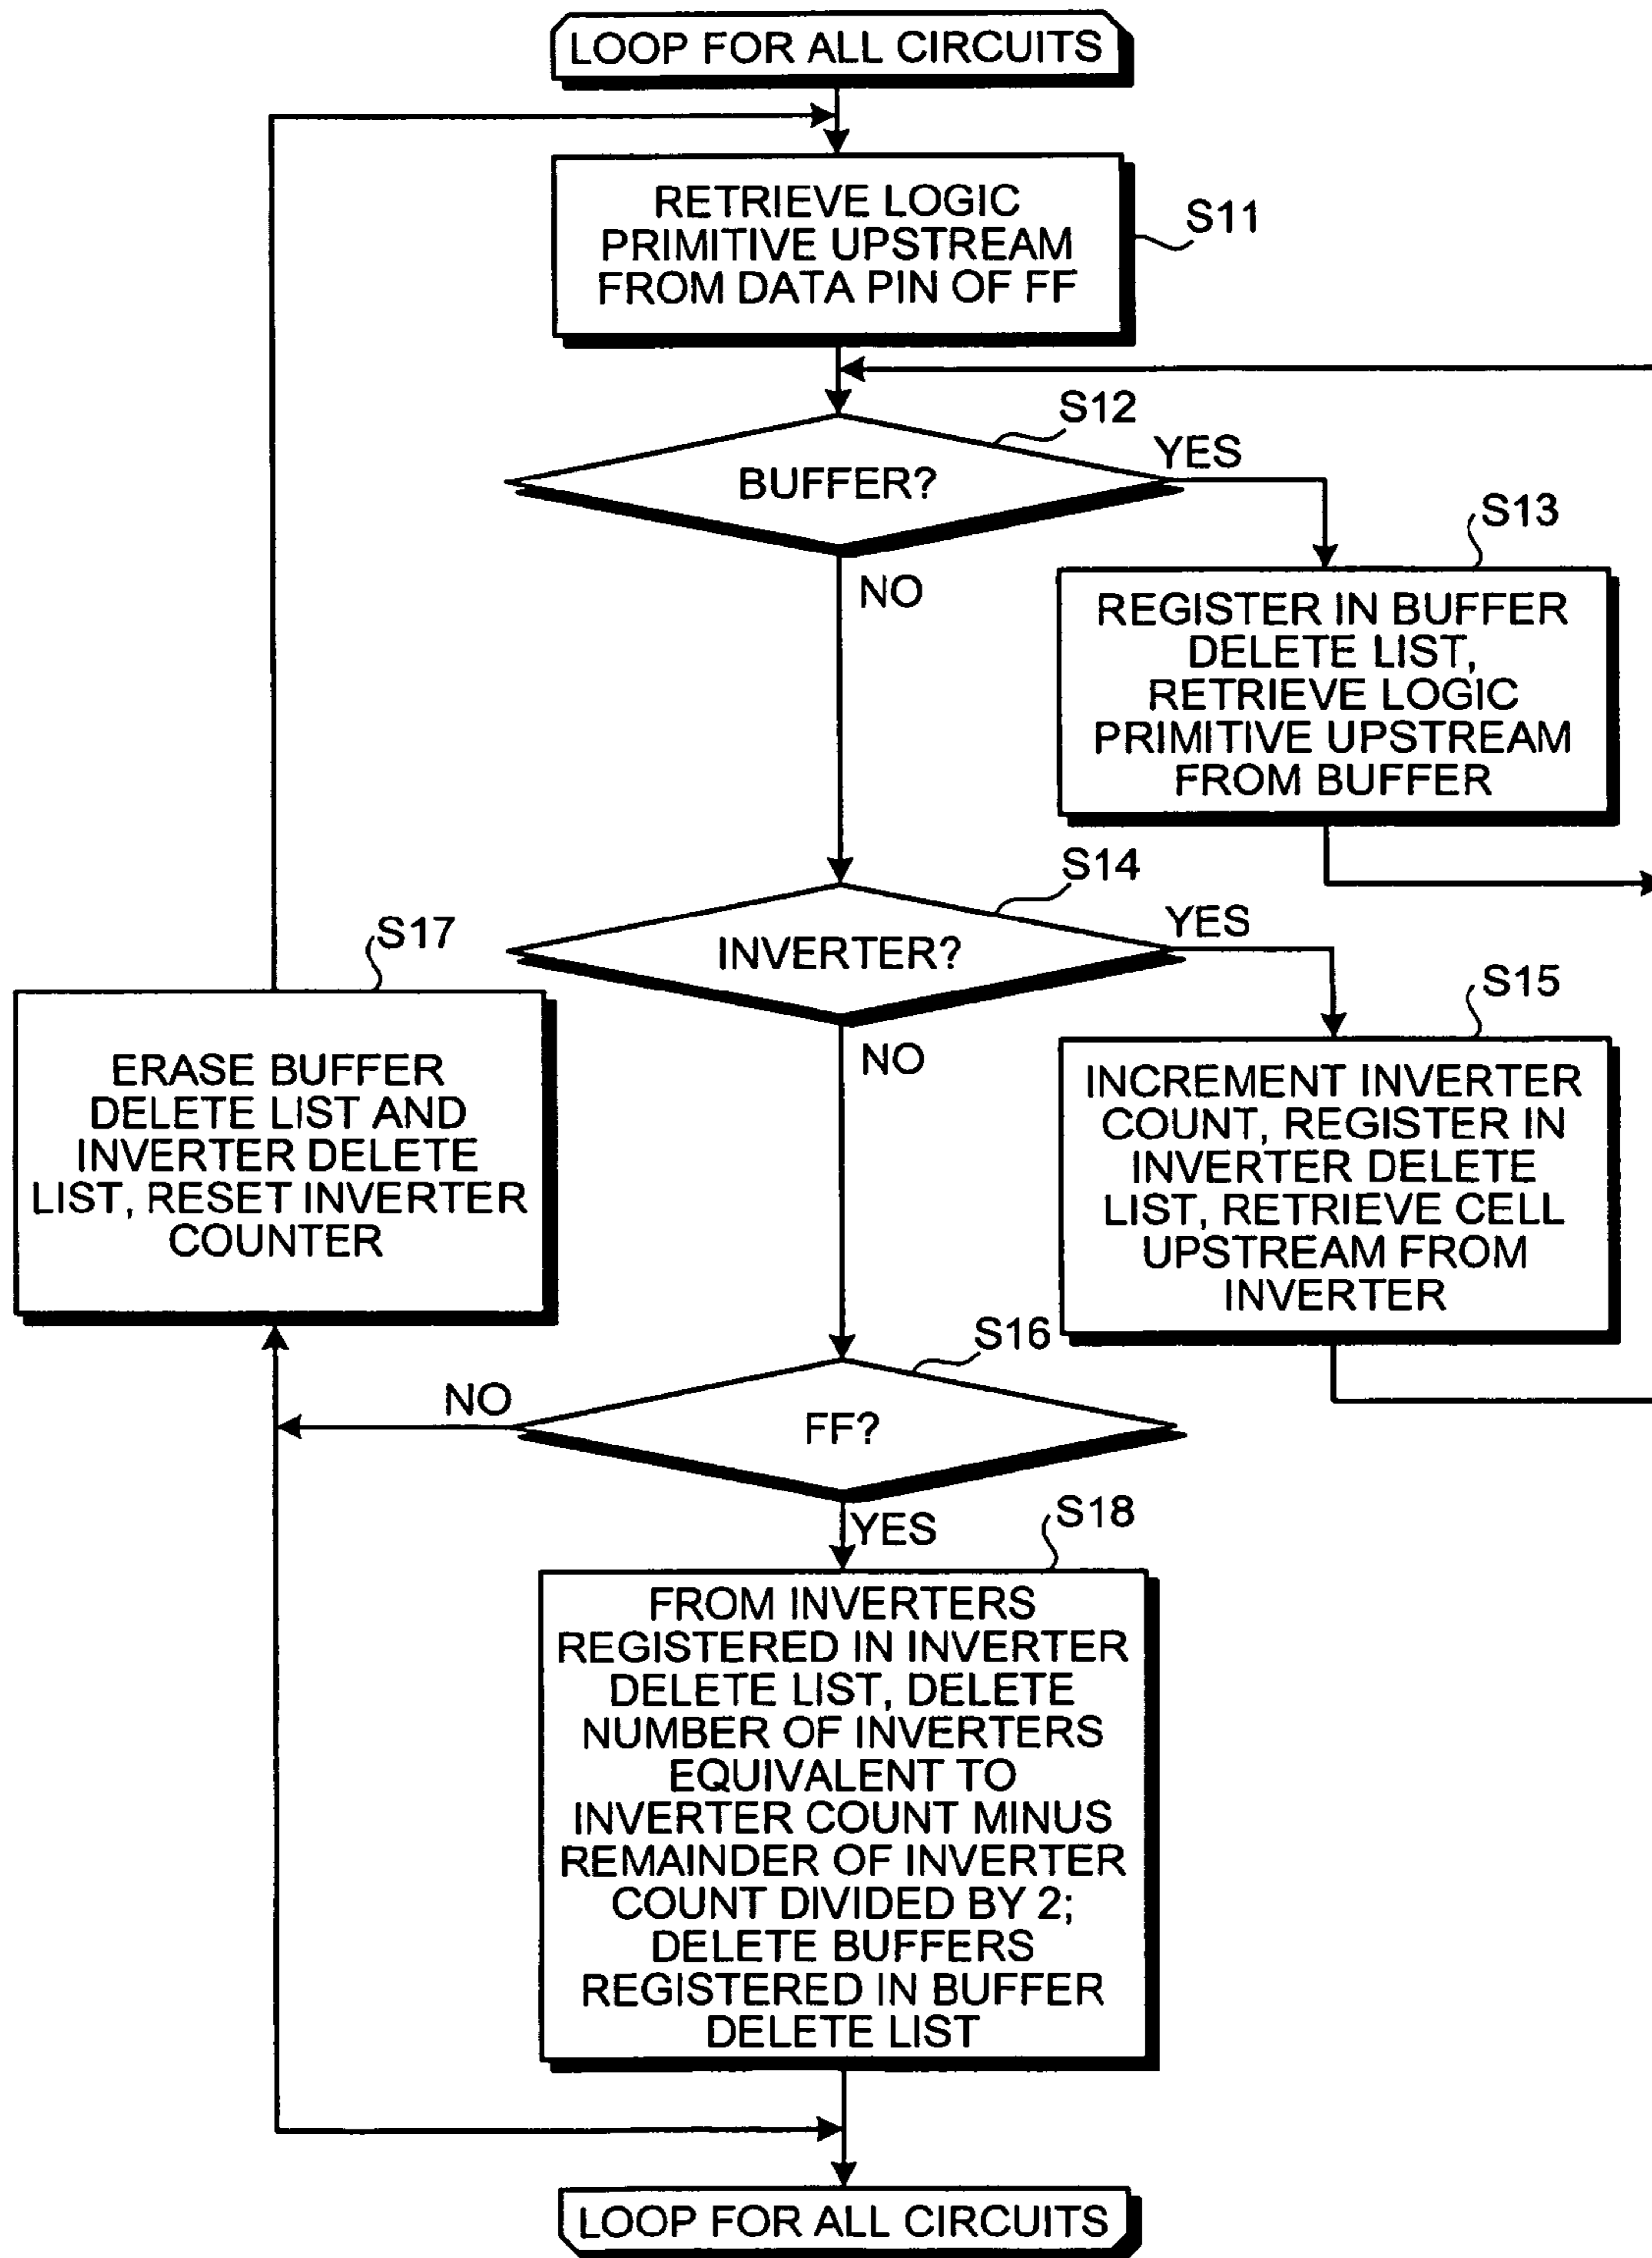 LOOP FOR ALL CIRCUITS
RETRIEVE LOGIC
PRIMITIVE UPSTREAM
FROM DATA PIN OF FF
S11
S12
BUFFER?
YES
NO
S13
REGISTER IN BUFFER
DELETE LIST,
RETRIEVE LOGIC
PRIMITIVE UPSTREAM
FROM BUFFER
S14
INVERTER?
YES
NO
S15
INCREMENT INVERTER
COUNT, REGISTER IN
INVERTER DELETE
LIST, RETRIEVE CELL
UPSTREAM FROM
INVERTER
S17
ERASE BUFFER
DELETE LIST AND
INVERTER DELETE
LIST, RESET INVERTER
COUNTER
S16
FF?
NO
YES
S18
FROM INVERTERS
REGISTERED IN INVERTER
DELETE LIST, DELETE
NUMBER OF INVERTERS
EQUIVALENT TO
INVERTER COUNT MINUS
REMAINDER OF INVERTER
COUNT DIVIDED BY 2;
DELETE BUFFERS
REGISTERED IN BUFFER
DELETE LIST
LOOP FOR ALL CIRCUITS